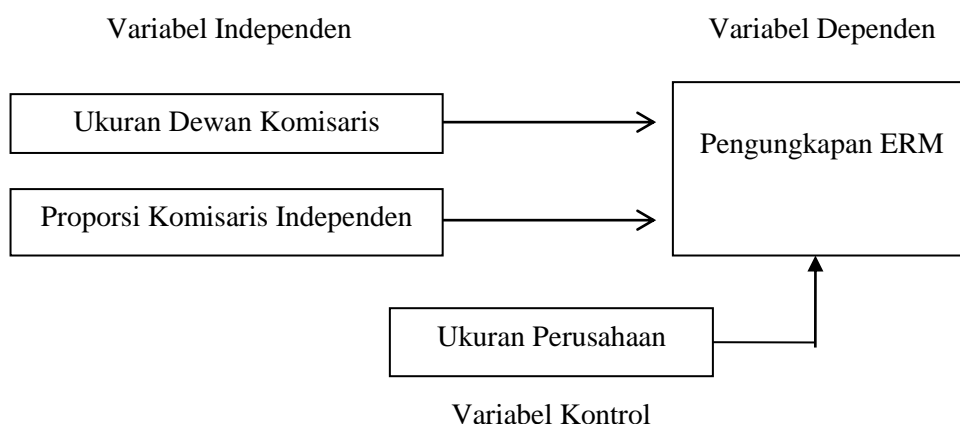 Variabel Independen
Variabel Dependen
Ukuran Dewan Komisaris
Pengungkapan ERM
Proporsi Komisaris Independen
Ukuran Perusahaan
Variabel Kontrol